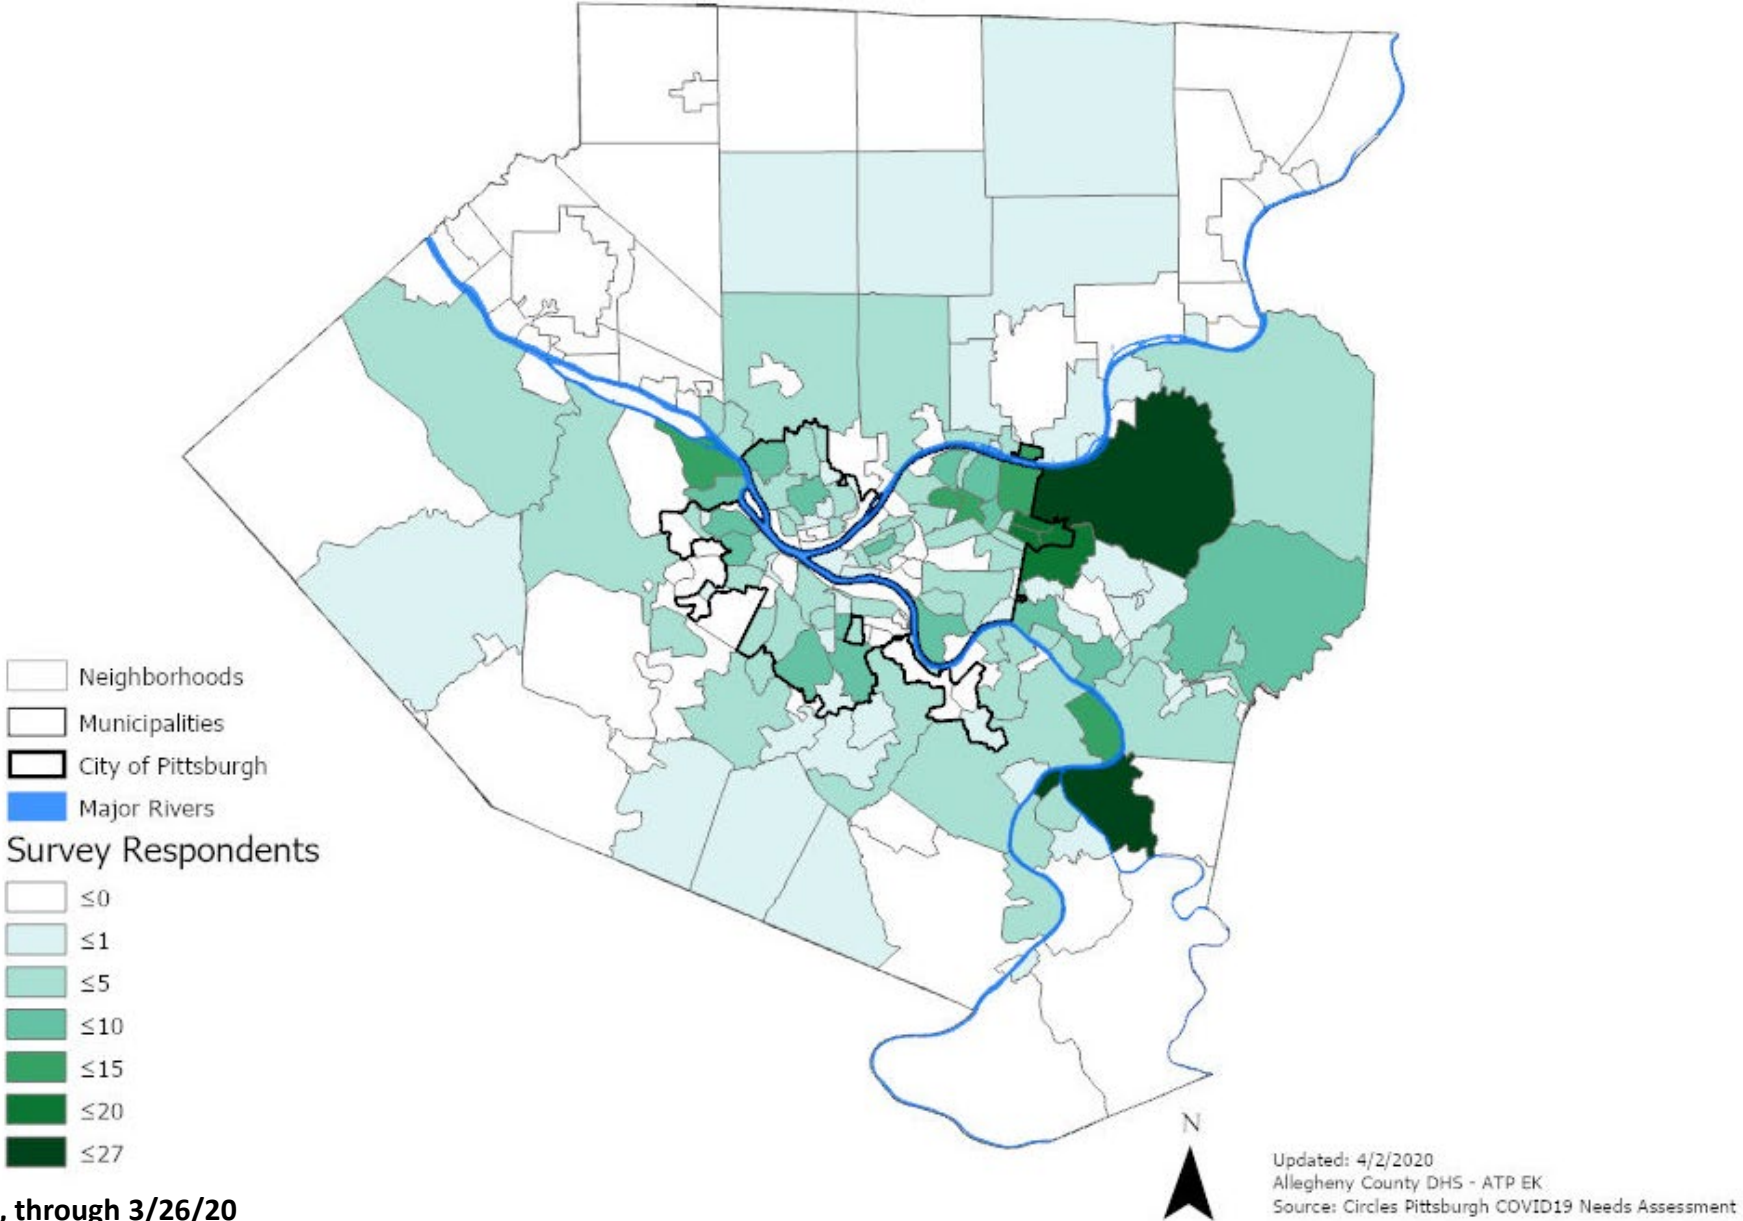 Neighborhoods
Municipalities
City of Pittsburgh
Major Rivers
Survey Respondents
≤0
≤1
≤5
≤10
≤15
≤20
≤27
N
Updated: 4/2/2020
Allegheny County DHS - ATP EK
Source: Circles Pittsburgh COVID19 Needs Assessment
, through 3/26/20